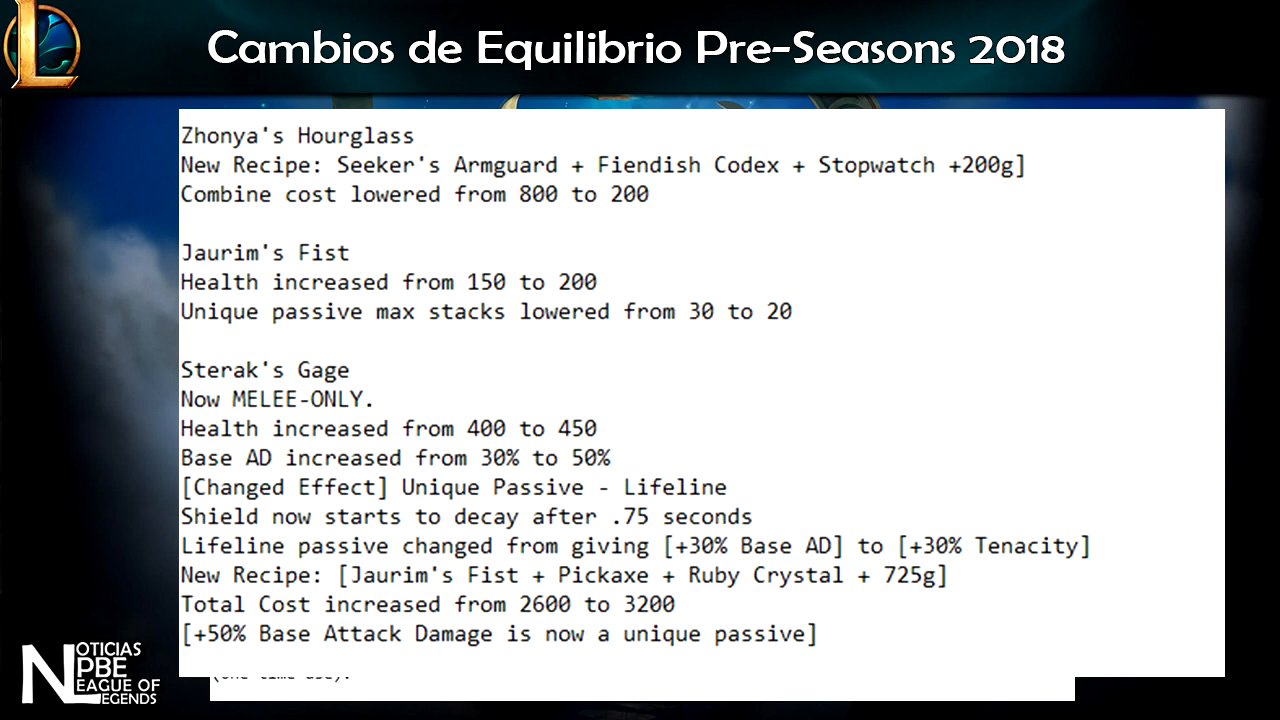 Cambios de Equilibrio Pre-Seasons 2018
Zhonya's Hourglass
New Recipe: Seeker's Armguard + Fiendish Codex + Stopwatch +200g]
Combine cost lowered from 800 to 200
Jaurim's Fist
Health increased from 150 to 200
Unique passive max stacks lowered from 30 to 20
Sterak's Gage
Now MELEE-ONLY.
Health increased from 400 to 450
Base AD increased from 30% to 50%
[Changed Effect] Unique Passive - Lifeline
Shield now starts to decay after .75 seconds
Lifeline passive changed from giving [+30% Base AD] to [+30% Tenacity]
New Recipe: [Jaurim's Fist + Pickaxe + Ruby Crystal + 725g]
Total Cost increased from 2600 to 3200
[+50% Base Attack Damage is now a unique passive]
(one time use).
NOTICIAS
PBE
LEAGUE OF
LEGENDS